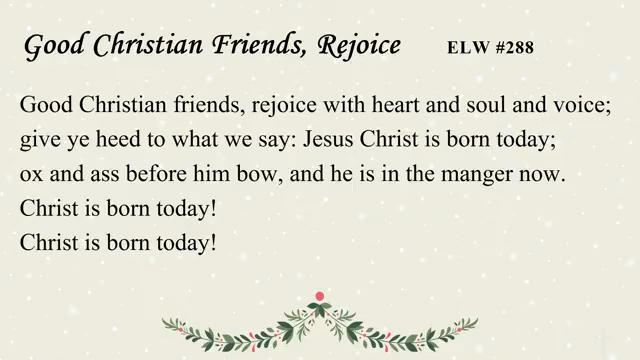 Good Christian Friends, Rejoice ELW #288
Good Christian friends, rejoice with heart and soul and voice;
give ye heed to what we say: Jesus Christ is born today;
ox and ass before him bow, and he is in the manger now.
Christ is born today!
Christ is born today!